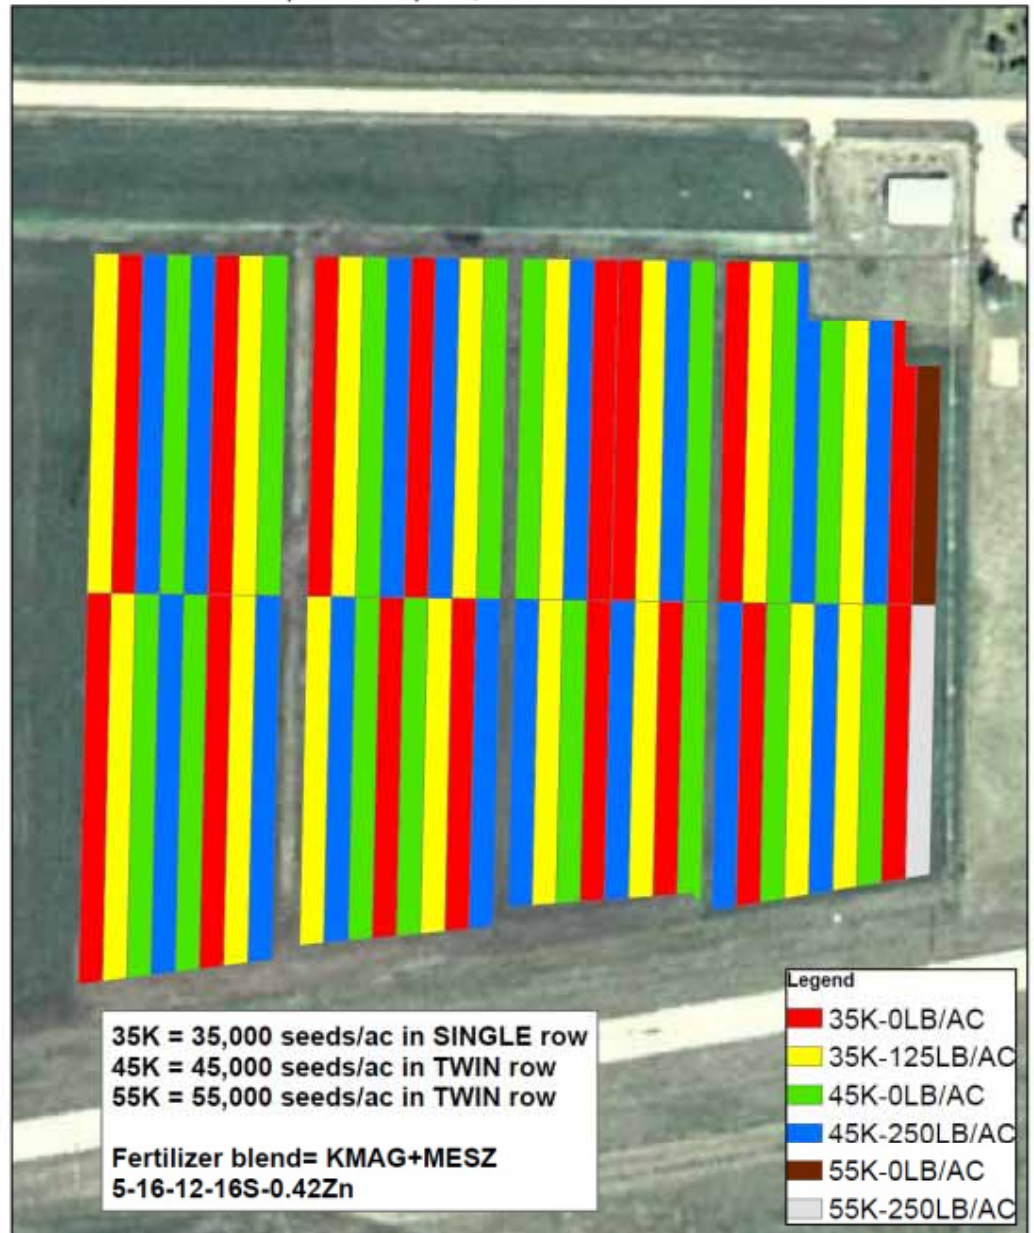 35K = 35,000 seeds/ac in SINGLE row
45K = 45,000 seeds/ac in TWIN row
55K = 55,000 seeds/ac in TWIN row
Fertilizer blend= KMAG+MESZ
5-16-12-16S-0.42Zn
Legend
35K-0LB/AC
35K-125LB/AC
45K-0LB/AC
45K-250LB/AC
55K-0LB/AC
55K-250LB/AC